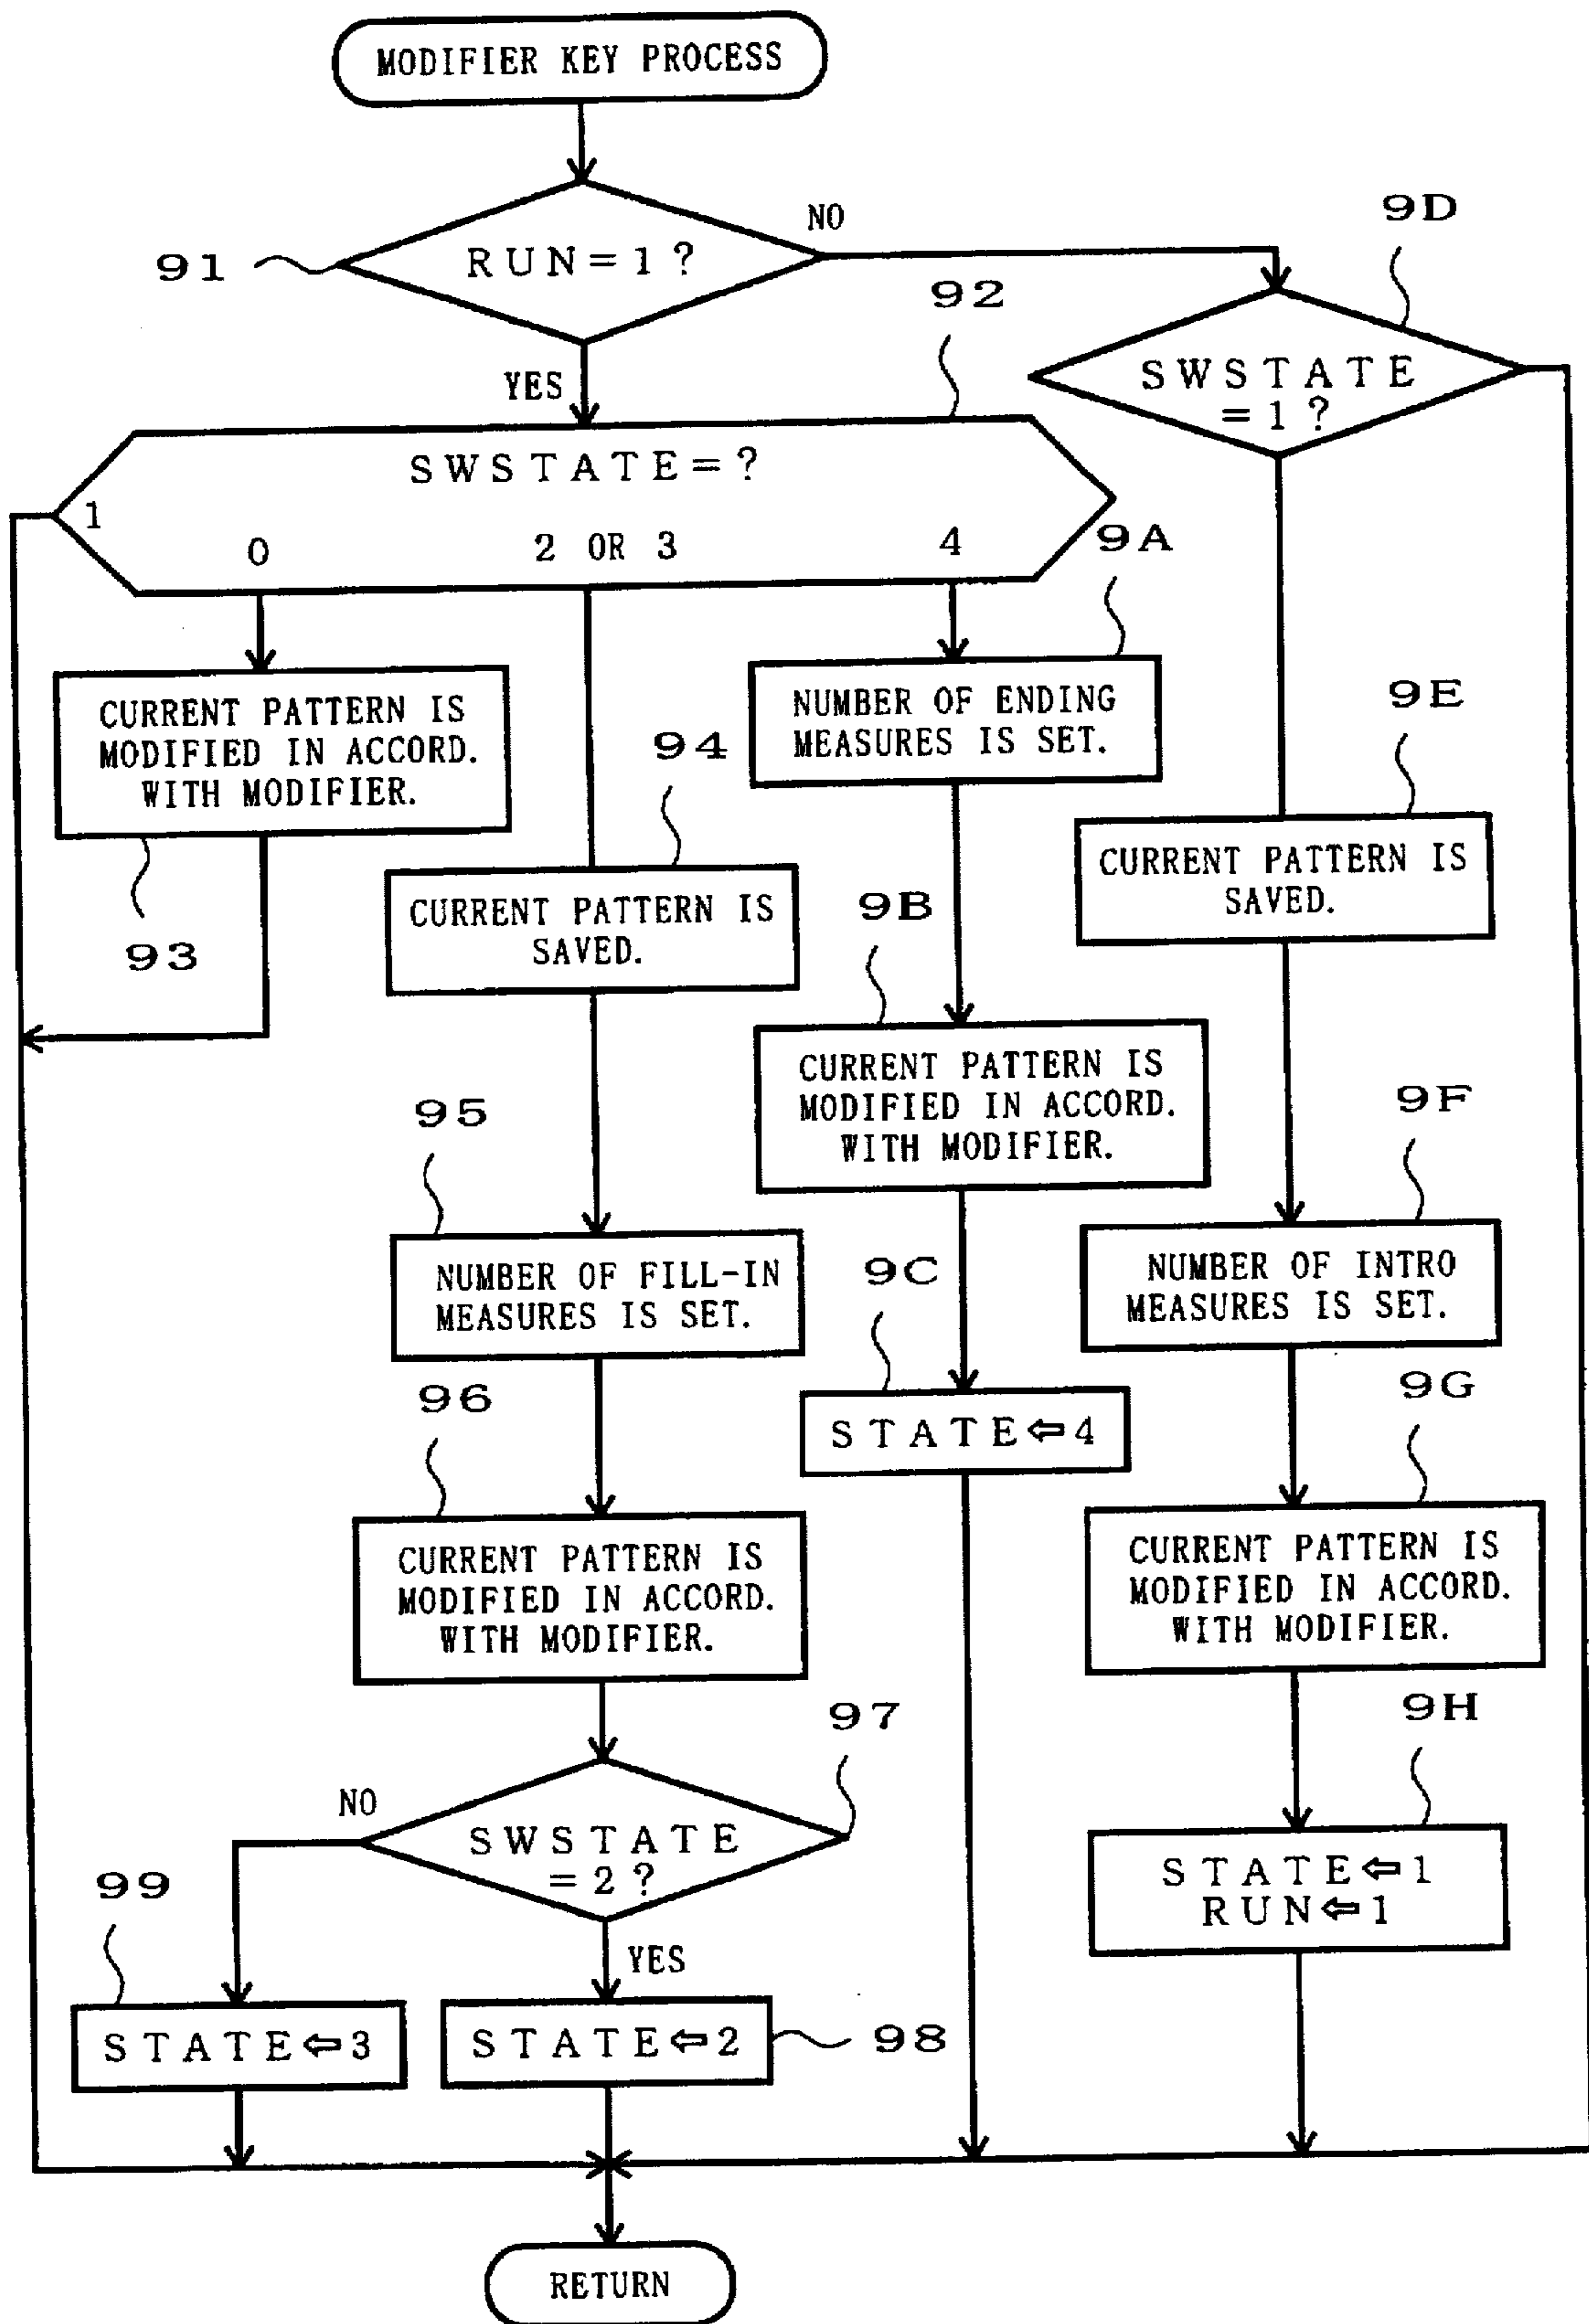 MODIFIER KEY PROCESS
91
RUN=1?
NO
YES
9D
SWSTATE
=1?
92
SWSTATE=?
1
0
2 OR 3
4
CURRENT PATTERN IS
MODIFIED IN ACCORD.
WITH MODIFIER.
93
94
CURRENT PATTERN IS
SAVED.
9A
NUMBER OF ENDING
MEASURES IS SET.
9E
CURRENT PATTERN IS
SAVED.
9B
CURRENT PATTERN IS
MODIFIED IN ACCORD.
WITH MODIFIER.
95
NUMBER OF FILL-IN
MEASURES IS SET.
9F
NUMBER OF INTRO
MEASURES IS SET.
9C
STATE⇦4
96
CURRENT PATTERN IS
MODIFIED IN ACCORD.
WITH MODIFIER.
9G
CURRENT PATTERN IS
MODIFIED IN ACCORD.
WITH MODIFIER.
97
SWSTATE
=2?
NO
YES
9H
STATE⇦1
RUN⇦1
99
STATE⇦3
STATE⇦2
98
RETURN